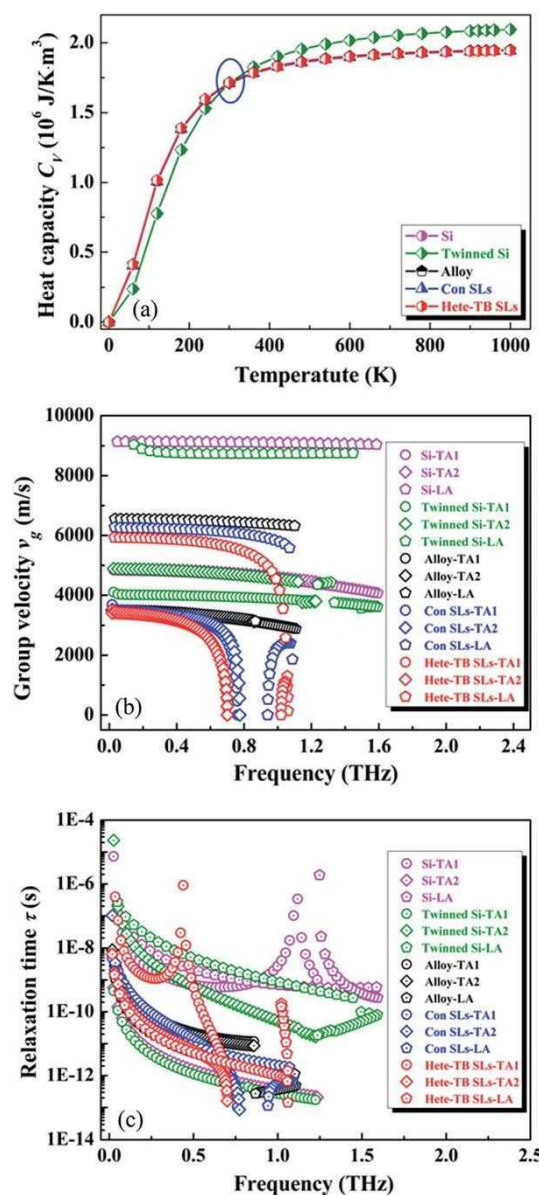 2.0
1.5
1.0
0.5
0.0
Heat capacity Cv (10⁶ J/K·m³)
Si
Twinned Si
Alloy
Con SLs
Hete-TB SLs
(a)
0 200 400 600 800 1000
Temperatute (K)
10000
8000
6000
4000
2000
0
Group velocity vg (m/s)
Si-TA1
Si-TA2
Si-LA
Twinned Si-TA1
Twinned Si-TA2
Twinned Si-LA
Alloy-TA1
Alloy-TA2
Alloy-LA
Con SLs-TA1
Con SLs-TA2
Con SLs-LA
Hete-TB SLs-TA1
Hete-TB SLs-TA2
Hete-TB SLs-LA
(b)
0.0 0.4 0.8 1.2 1.6 2.0 2.4
Frequency (THz)
1E-4
1E-6
1E-8
1E-10
1E-12
1E-14
Relaxation time τ (s)
Si-TA1
Si-TA2
Si-LA
Twinned Si-TA1
Twinned Si-TA2
Twinned Si-LA
Alloy-TA1
Alloy-TA2
Alloy-LA
Con SLs-TA1
Con SLs-TA2
Con SLs-LA
Hete-TB SLs-TA1
Hete-TB SLs-TA2
Hete-TB SLs-LA
(c)
0.0 0.5 1.0 1.5 2.0 2.5
Frequency (THz)